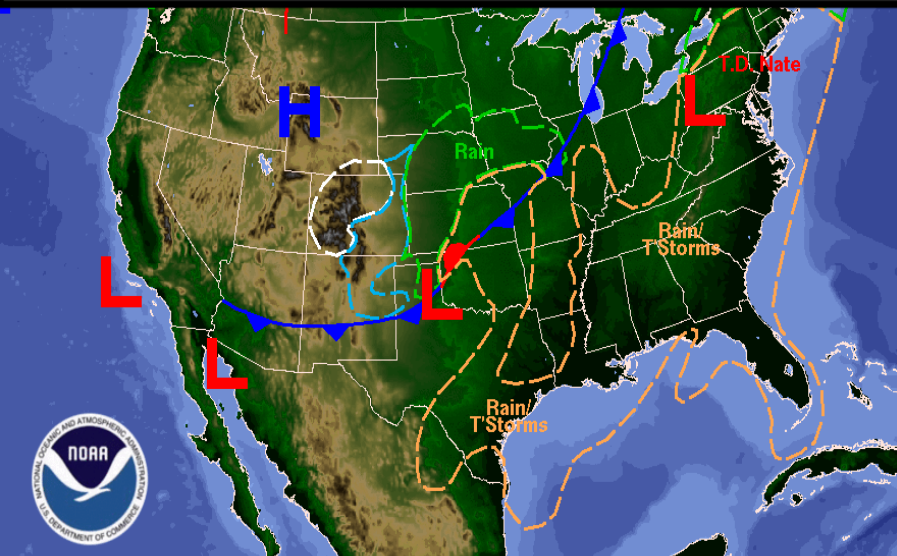 T.D. Nate
H
L
Rain
Rain/
T'Storms
L
L
L
Rain/
T'Storms
NATIONAL OCEANIC AND ATMOSPHERIC ADMINISTRATION
NOAA
U.S. DEPARTMENT OF COMMERCE